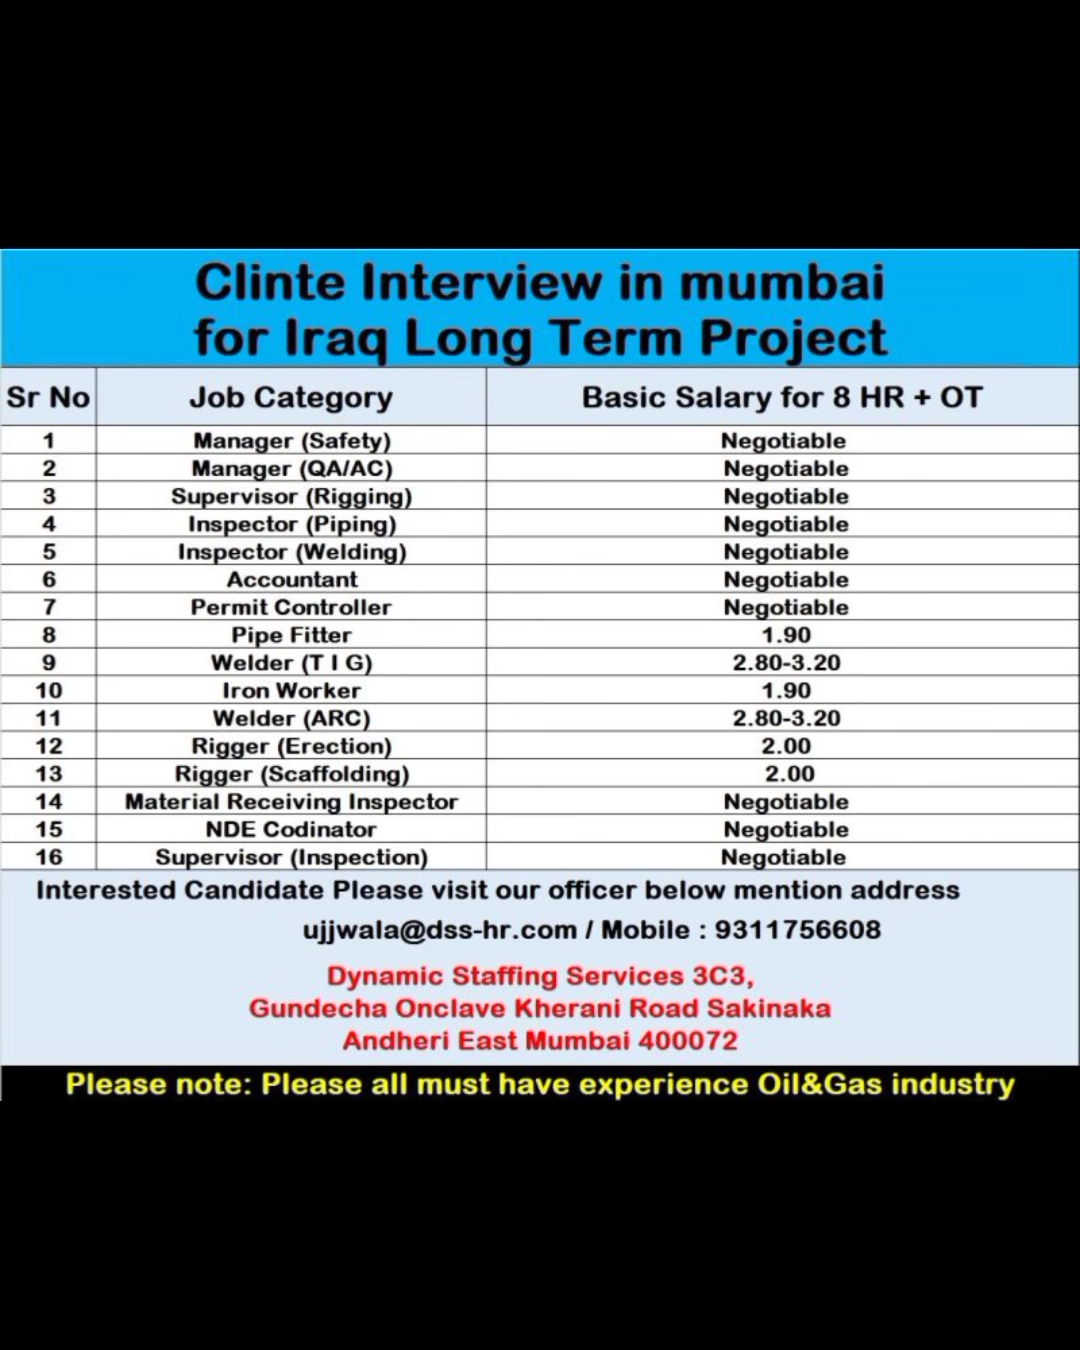 Clinte Interview in mumbai
for Iraq Long Term Project
Sr No Job Category Basic Salary for 8 HR + OT
1 Manager (Safety) Negotiable
2 Manager (QA/AC) Negotiable
3 Supervisor (Rigging) Negotiable
4 Inspector (Piping) Negotiable
5 Inspector (Welding) Negotiable
6 Accountant Negotiable
7 Permit Controller Negotiable
8 Pipe Fitter 1.90
9 Welder (T I G) 2.80-3.20
10 Iron Worker 1.90
11 Welder (ARC) 2.80-3.20
12 Rigger (Erection) 2.00
13 Rigger (Scaffolding) 2.00
14 Material Receiving Inspector Negotiable
15 NDE Codinator Negotiable
16 Supervisor (Inspection) Negotiable
Interested Candidate Please visit our officer below mention address
ujjwala@dss-hr.com / Mobile : 9311756608
Dynamic Staffing Services 3C3,
Gundecha Onclave Kherani Road Sakinaka
Andheri East Mumbai 400072
Please note: Please all must have experience Oil&Gas industry